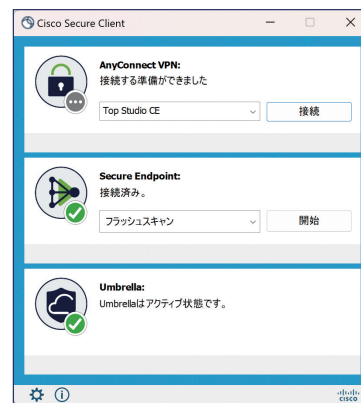 Cisco Secure Client
AnyConnect VPN:
接続する準備ができました
Top Studio CE
接続
Secure Endpoint:
接続済み。
フラッシュスキャン
開始
Umbrella:
Umbrellaはアクティブ状態です。
CISCO